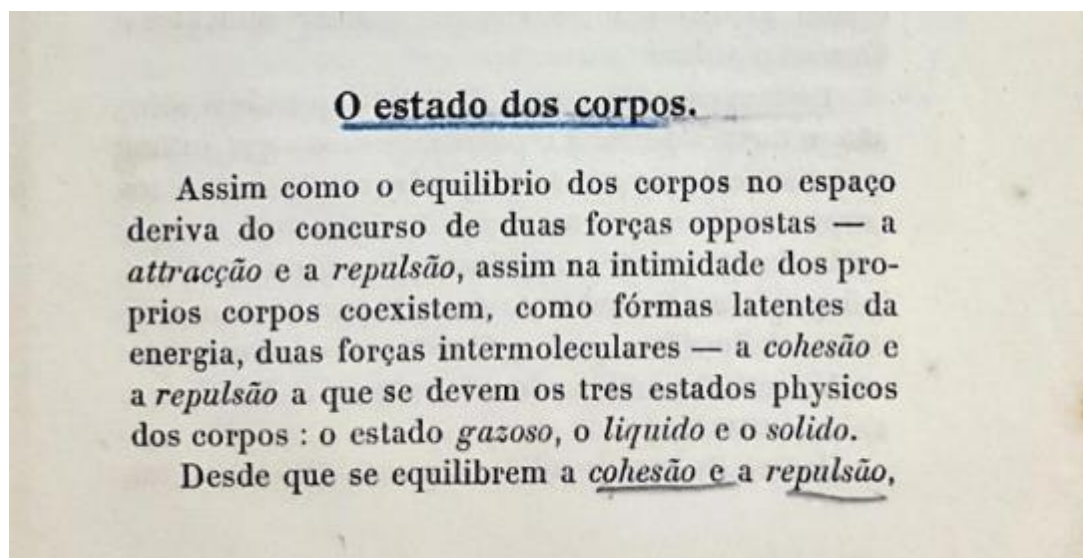 O estado dos corpos.
Assim como o equilibrio dos corpos no espaço
deriva do concurso de duas forças oppostas — a
attracção e a repulsão, assim na intimidade dos pro-
prios corpos coexistem, como fórmas latentes da
energia, duas forças intermoleculares — a cohesão e
a repulsão a que se devem os tres estados physicos
dos corpos : o estado gazoso, o liquido e o solido.
Desde que se equilibrem a cohesão e a repulsão,